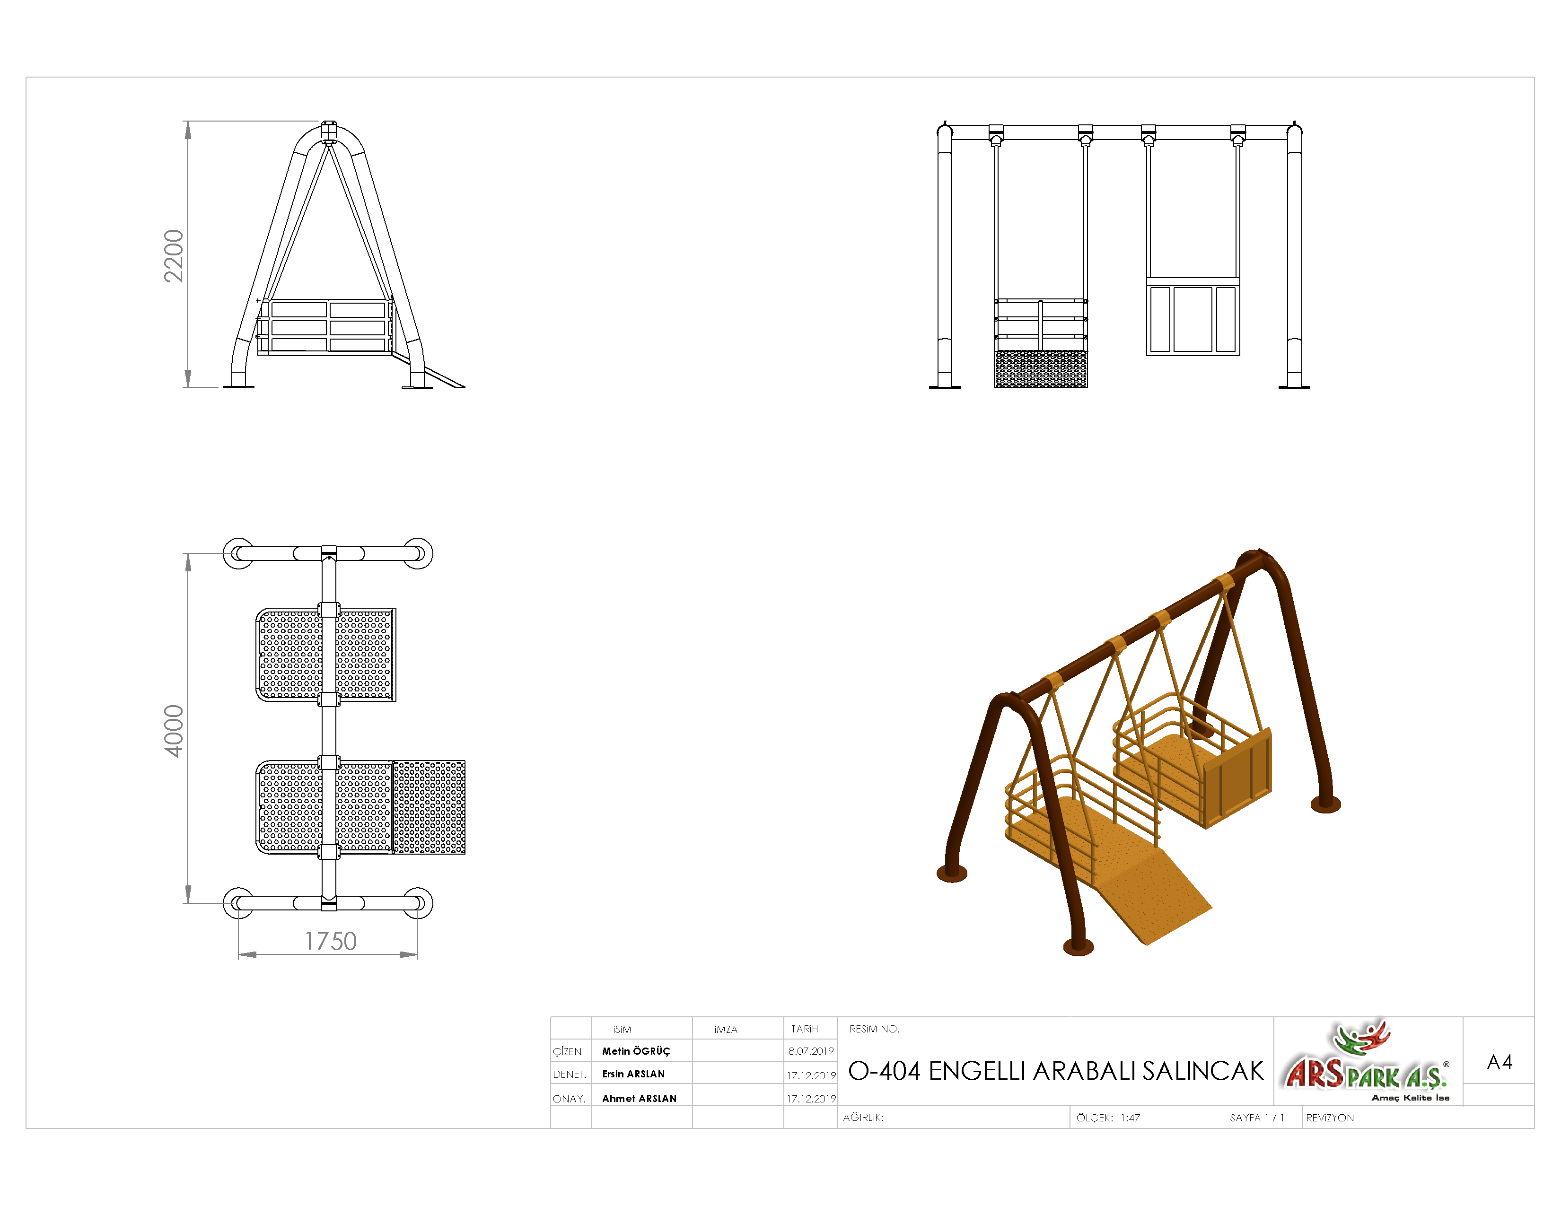 2200
4000
1750
İSİM İMZA TARİH RESİM NO.
ÇİZEN Metin ÖGRÜÇ 8.07.2019
DENET. Ersin ARSLAN 17.12.2019
O-404 ENGELLI ARABALI SALINCAK
ARS PARK A.Ş.®
Amaç Kalite İse
A4
ONAY. Ahmet ARSLAN 17.12.2019
AĞIRLIK: ÖLÇEK: 1:47 SAYFA 1 / 1 REVİZYON